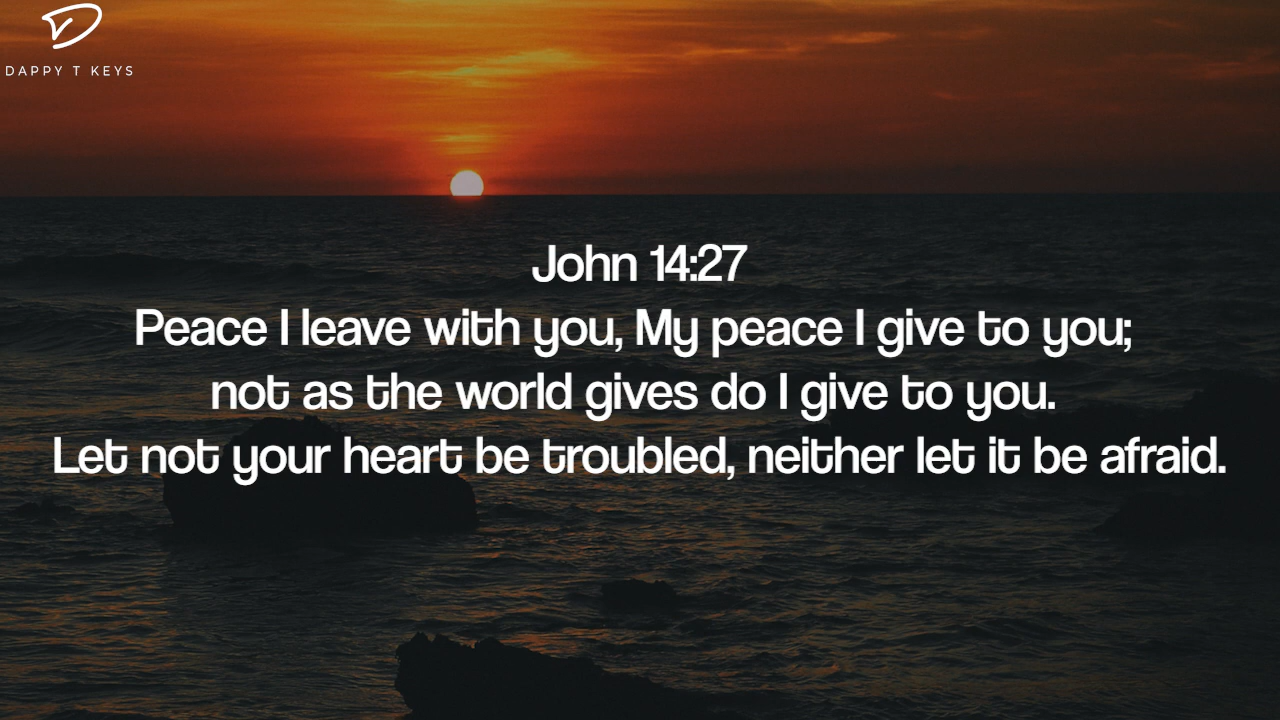 DAPPY T KEYS
John 14:27
Peace I leave with you, My peace I give to you;
not as the world gives do I give to you.
Let not your heart be troubled, neither let it be afraid.